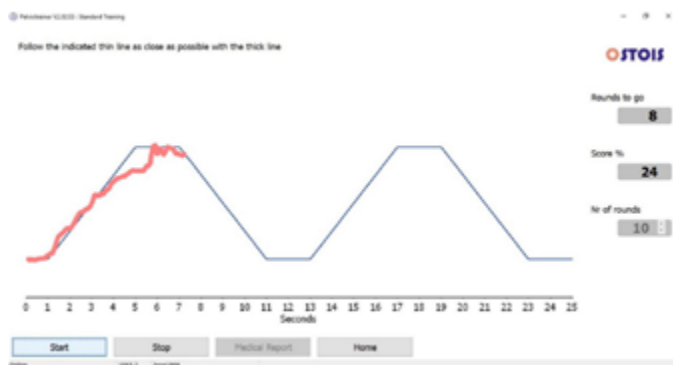 Standard Training
Follow the indicated thin line as close as possible with the thick line
OSTOIS
Rounds to go
8
Score %
24
Nr of rounds
10
0 1 2 3 4 5 6 7 8 9 10 11 12 13 14 15 16 17 18 19 20 21 22 23 24 25
Seconds
Start Stop Medical Report Home